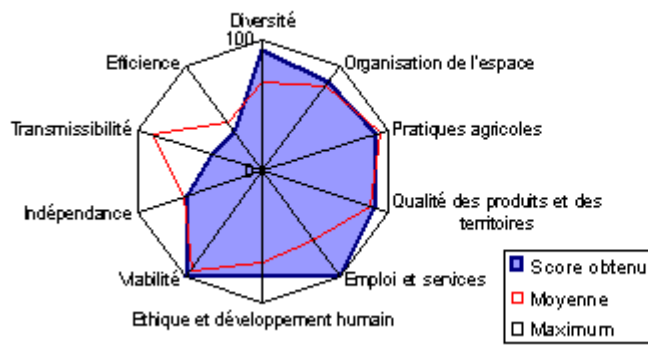 Diversité
100
Efficience
Organisation de l'espace
Transmissibilité
Pratiques agricoles
0
Indépendance
Qualité des produits et des
territoires
Viabilité
Emploi et services
Ethique et développement humain
Score obtenu
Moyenne
Maximum